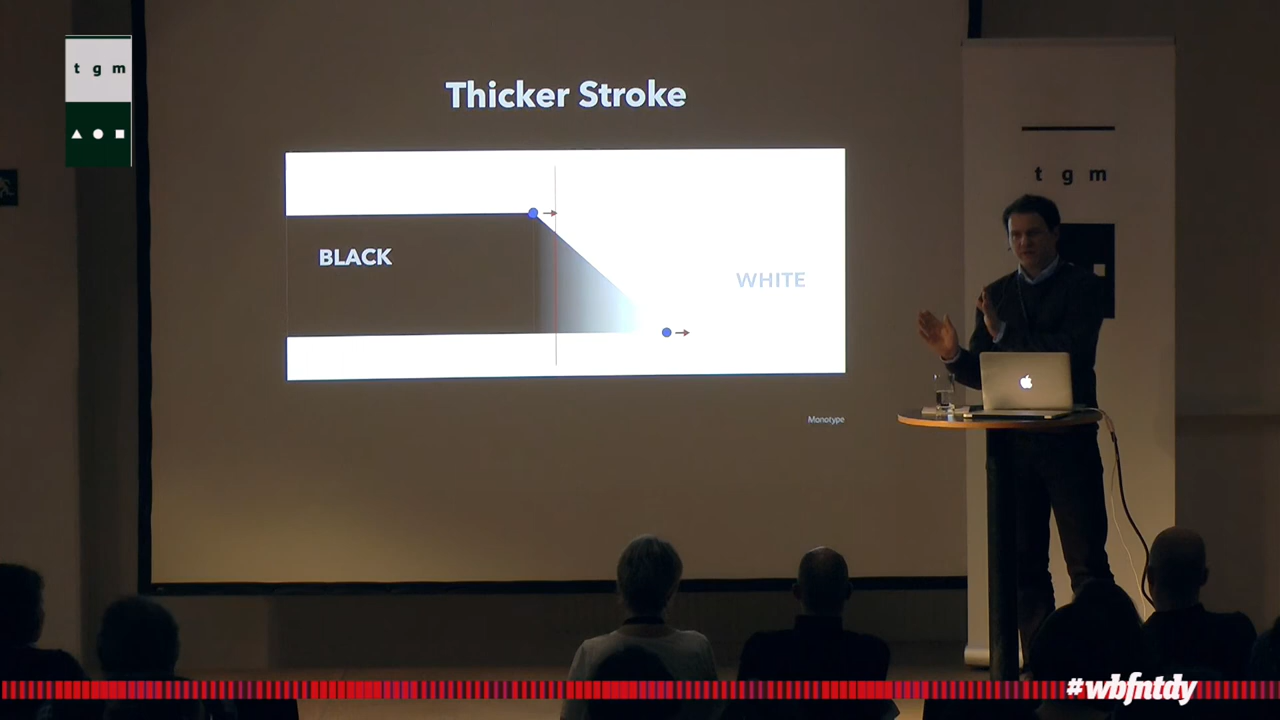 t g m
Thicker Stroke
BLACK
WHITE
Monotype
t g m
#wbfntdy